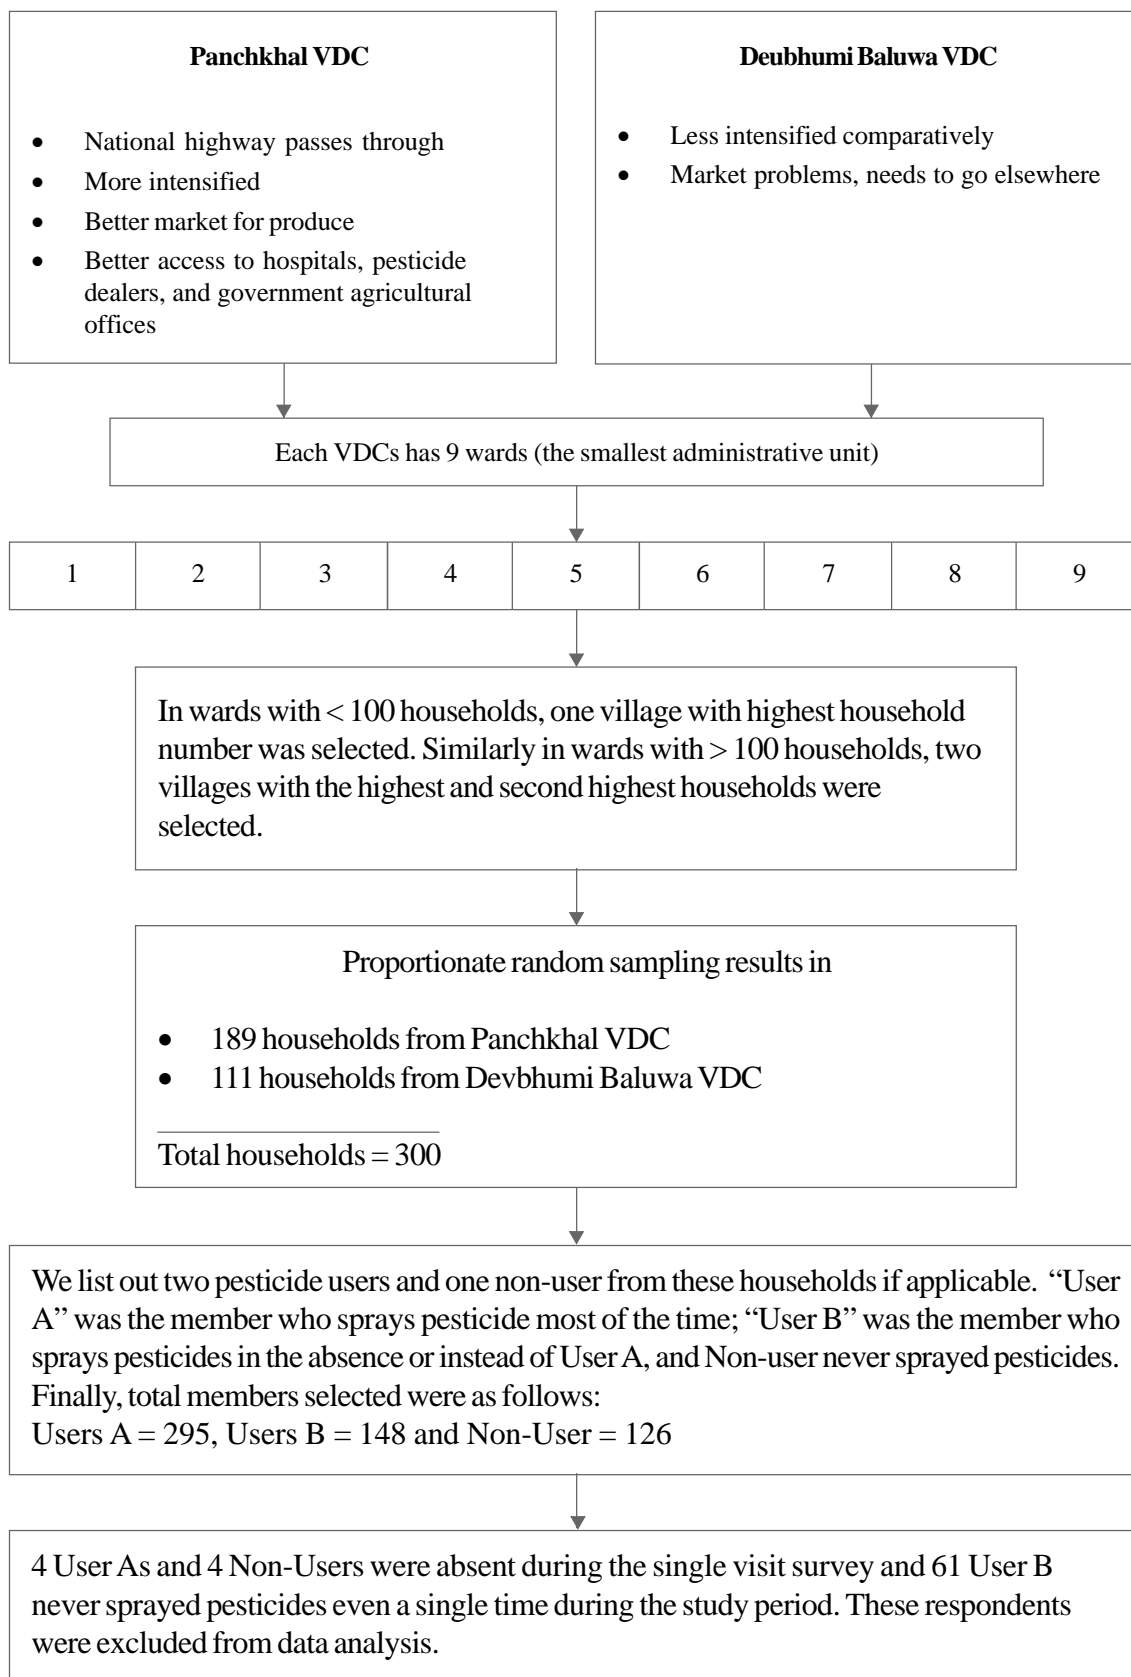 Panchkhal VDC
• National highway passes through
• More intensified
• Better market for produce
• Better access to hospitals, pesticide
dealers, and government agricultural
offices
Deubhumi Baluwa VDC
• Less intensified comparatively
• Market problems, needs to go elsewhere
Each VDCs has 9 wards (the smallest administrative unit)
1 2 3 4 5 6 7 8 9
In wards with < 100 households, one village with highest household
number was selected. Similarly in wards with > 100 households, two
villages with the highest and second highest households were
selected.
Proportionate random sampling results in
• 189 households from Panchkhal VDC
• 111 households from Devbhumi Baluwa VDC
Total households = 300
We list out two pesticide users and one non-user from these households if applicable. “User
A” was the member who sprays pesticide most of the time; “User B” was the member who
sprays pesticides in the absence or instead of User A, and Non-user never sprayed pesticides.
Finally, total members selected were as follows:
Users A = 295, Users B = 148 and Non-User = 126
4 User As and 4 Non-Users were absent during the single visit survey and 61 User B
never sprayed pesticides even a single time during the study period. These respondents
were excluded from data analysis.